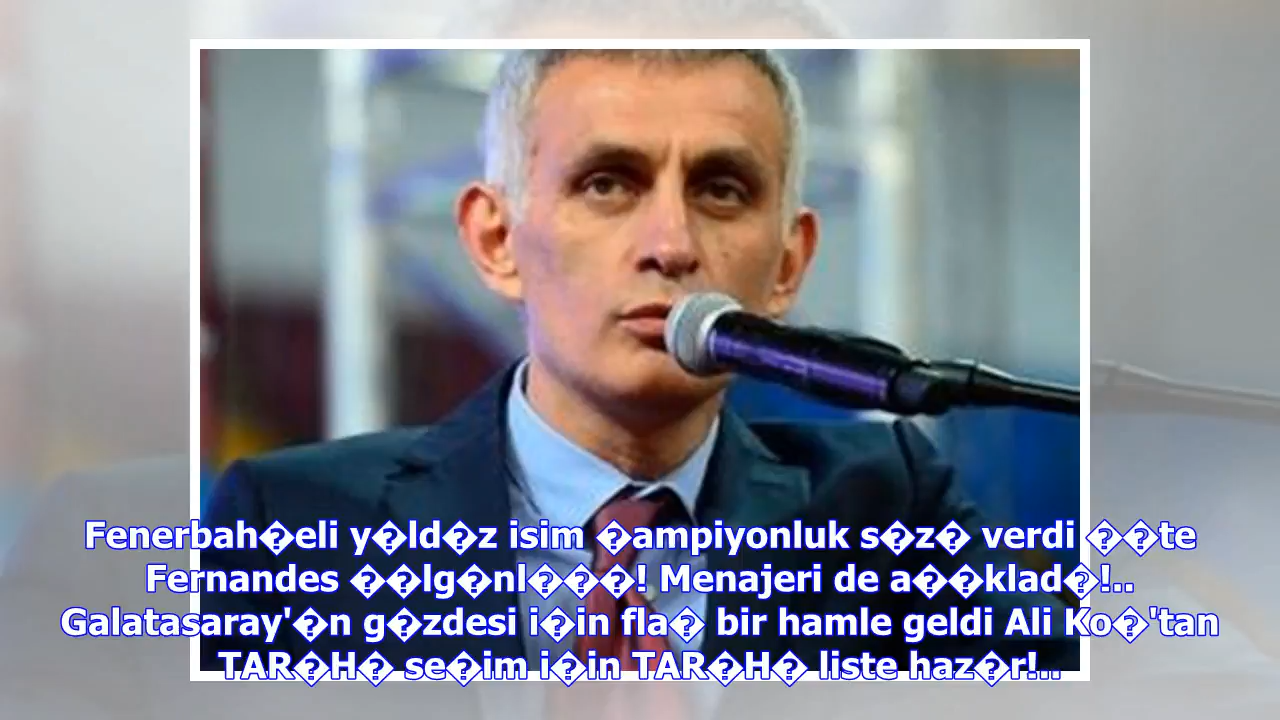 Fenerbah�eli y�ld�z isim �ampiyonluk s�z� verdi ��te
Fernandes ��lg�nl���! Menajeri de a��klad�!..
Galatasaray'�n g�zdesi i�in fla� bir hamle geldi Ali Ko�'tan
TAR�H� se�im i�in TAR�H� liste haz�r!..